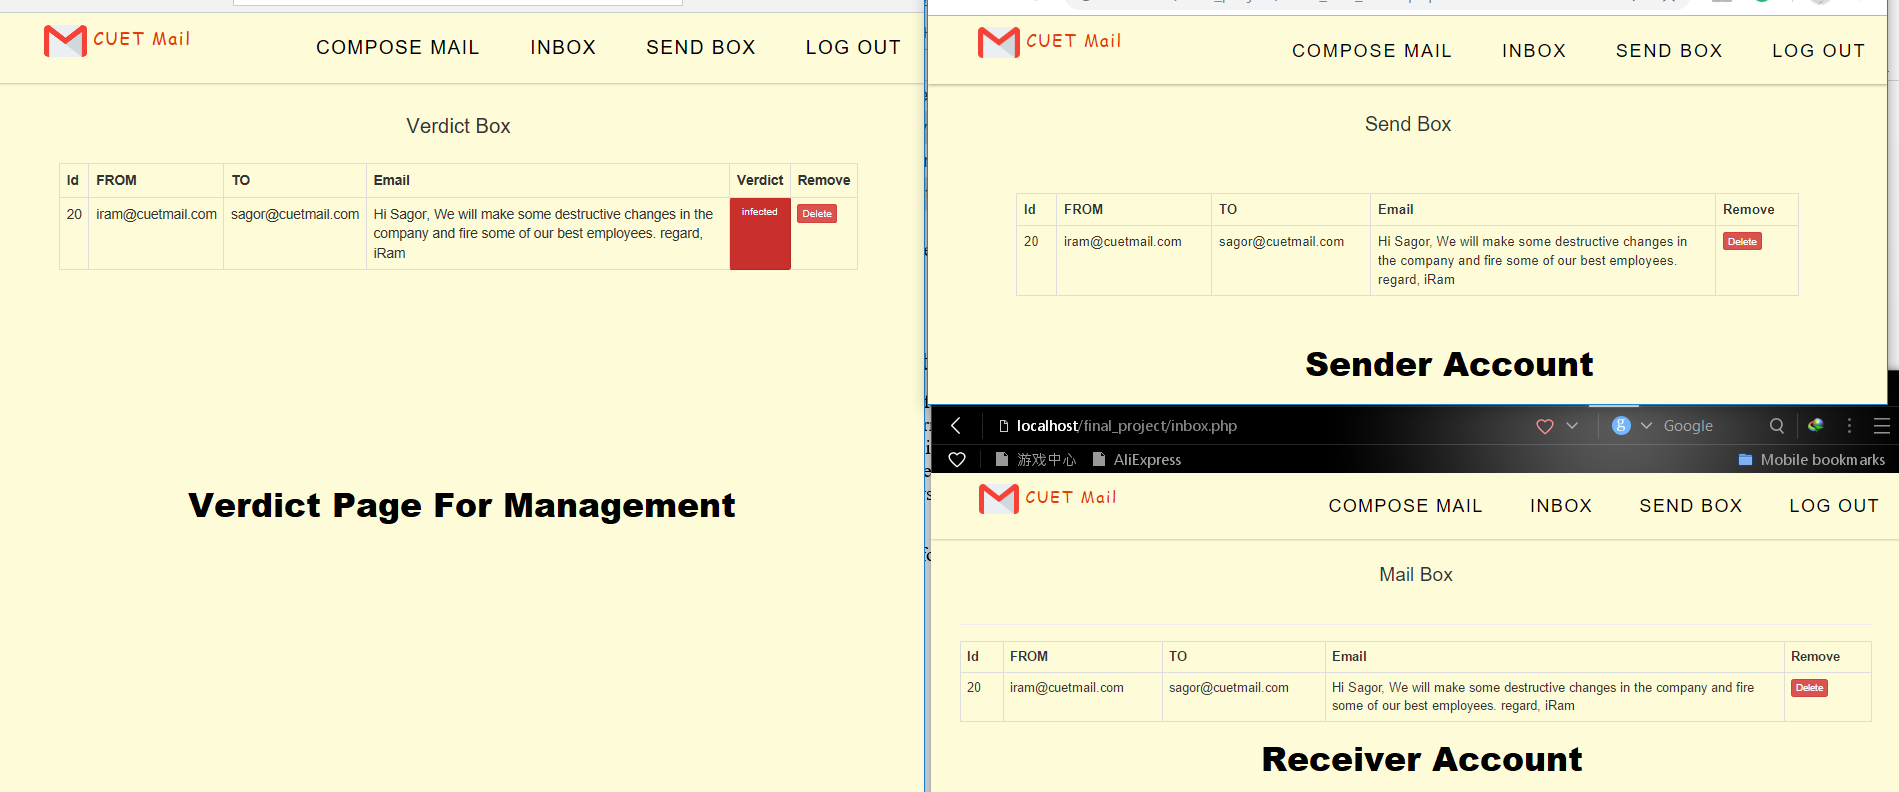 CUET Mail
COMPOSE MAIL INBOX SEND BOX LOG OUT
Verdict Box
Id FROM TO Email Verdict Remove
20 iram@cuetmail.com sagor@cuetmail.com Hi Sagor, We will make some destructive changes in the infected Delete
company and fire some of our best employees. regard,
iRam
Verdict Page For Management
CUET Mail
COMPOSE MAIL INBOX SEND BOX LOG OUT
Send Box
Id FROM TO Email Remove
20 iram@cuetmail.com sagor@cuetmail.com Hi Sagor, We will make some destructive changes in Delete
the company and fire some of our best employees.
regard, iRam
Sender Account
localhost/final_project/inbox.php g Google
游戏中心 AliExpress Mobile bookmarks
CUET Mail
COMPOSE MAIL INBOX SEND BOX LOG OUT
Mail Box
Id FROM TO Email Remove
20 iram@cuetmail.com sagor@cuetmail.com Hi Sagor, We will make some destructive changes in the company and fire Delete
some of our best employees. regard, iRam
Receiver Account